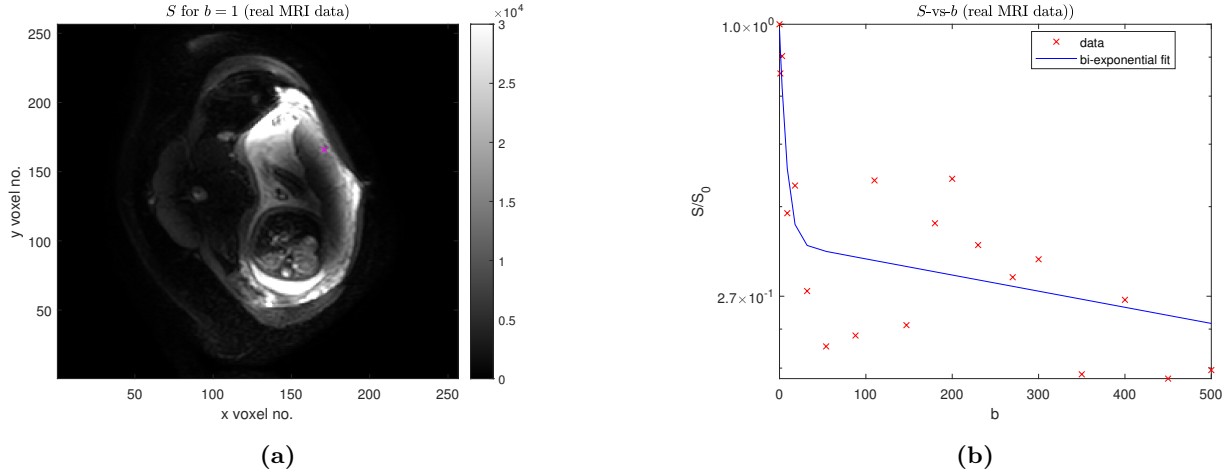 S for b = 1 (real MRI data)
×10⁴
3
2.5
2
1.5
1
0.5
0
250
200
150
100
50
y voxel no.
50 100 150 200 250
x voxel no.
(a)
S-vs-b (real MRI data))
1.0×10⁰
2.7×10⁻¹
S/S₀
data
bi-exponential fit
0 100 200 300 400 500
b
(b)